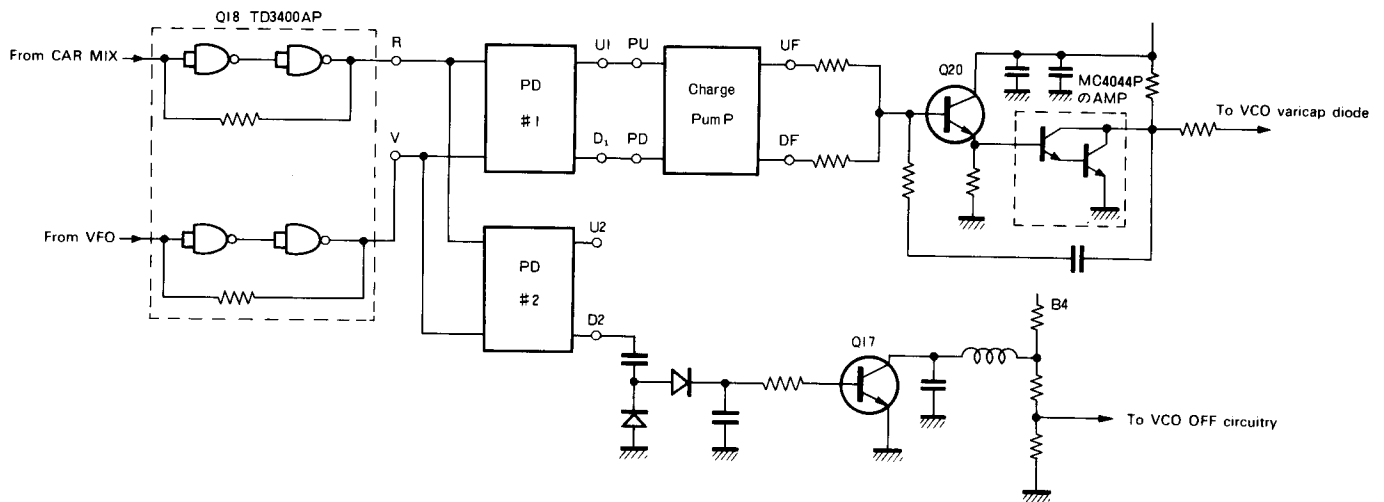 Q18 TD3400AP
From CAR MIX
R
PD
#1
U1
PU
Charge
PumP
UF
Q20
MC4044P
のAMP
To VCO varicap diode
V
D₁
PD
DF
From VFO
PD
#2
U2
D2
Q17
B4
To VCO OFF circuitry